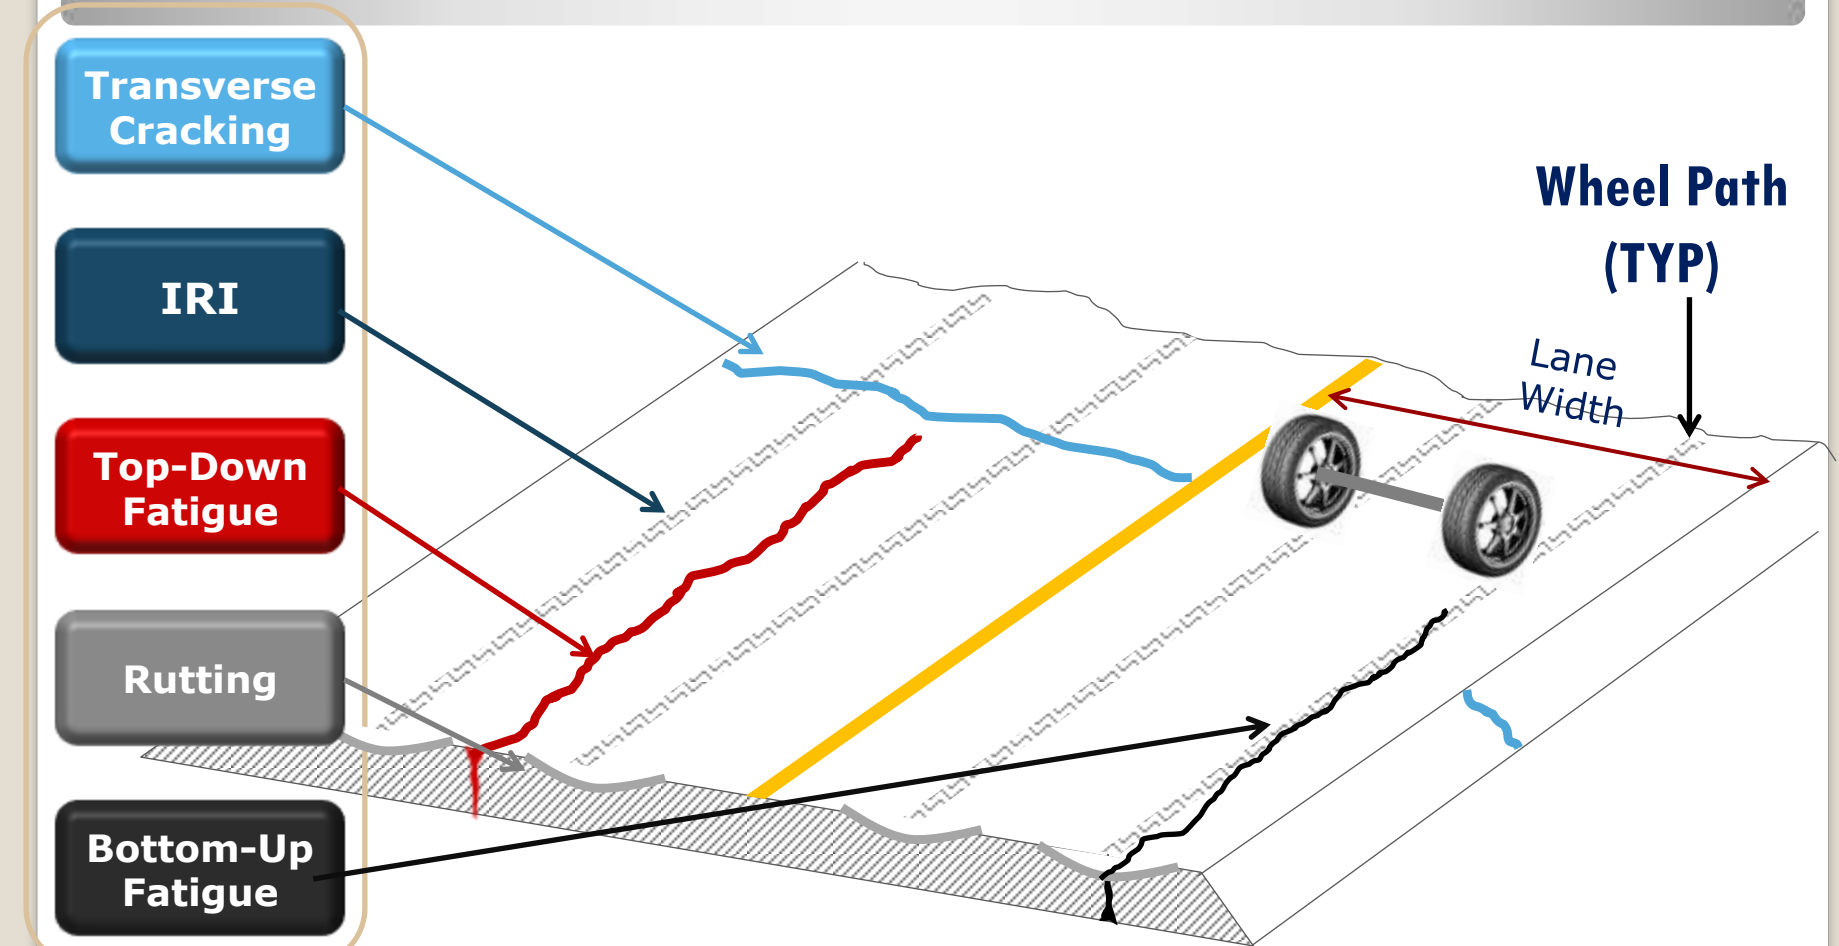 Transverse
Cracking
IRI
Top-Down
Fatigue
Rutting
Bottom-Up
Fatigue
Wheel Path
(TYP)
Lane
Width